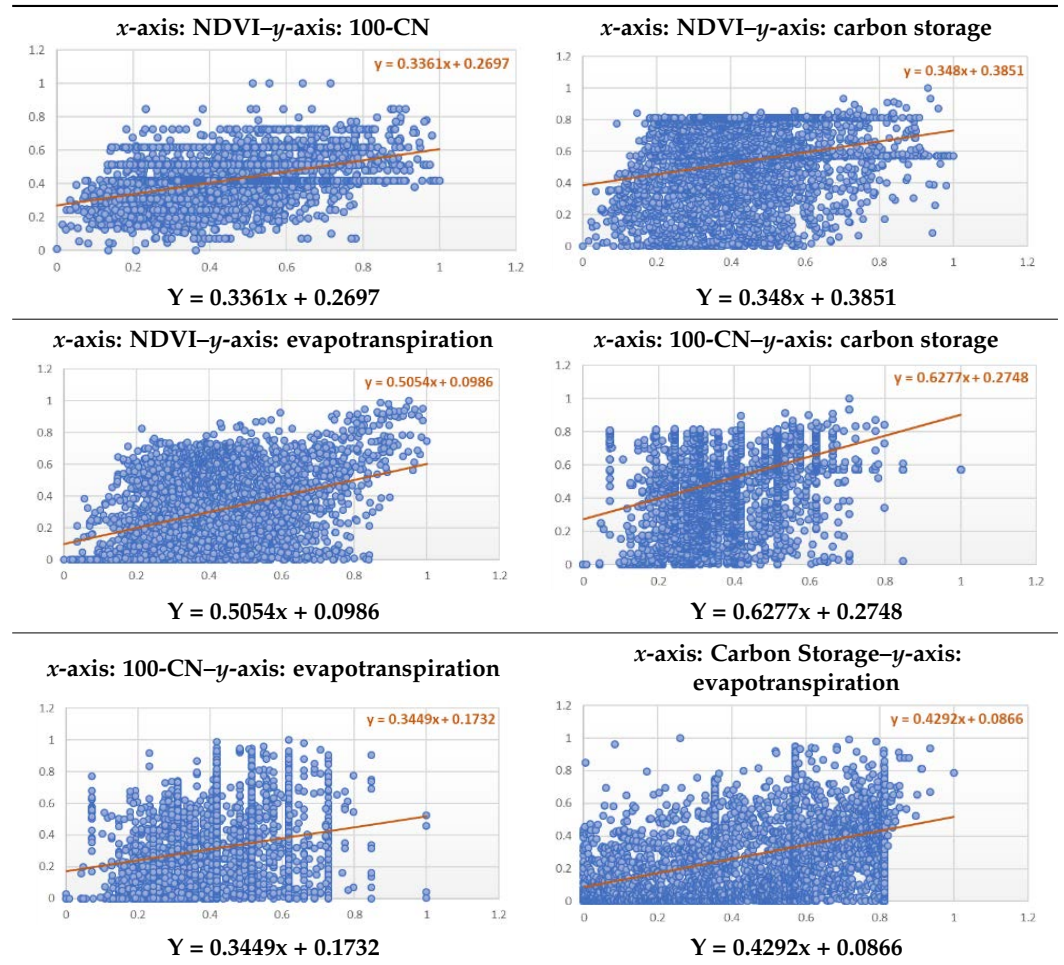 x-axis: NDVI–y-axis: 100-CN
1.2
y = 0.3361x + 0.2697
1
0.8
0.6
0.4
0.2
0
0 0.2 0.4 0.6 0.8 1 1.2
Y = 0.3361x + 0.2697
x-axis: NDVI–y-axis: carbon storage
1.2
y = 0.348x + 0.3851
1
0.8
0.6
0.4
0.2
0
0 0.2 0.4 0.6 0.8 1 1.2
Y = 0.348x + 0.3851
x-axis: NDVI–y-axis: evapotranspiration
1.2
y = 0.5054x + 0.0986
1
0.8
0.6
0.4
0.2
0
0 0.2 0.4 0.6 0.8 1 1.2
Y = 0.5054x + 0.0986
x-axis: 100-CN–y-axis: carbon storage
1.2
y = 0.6277x + 0.2748
1
0.8
0.6
0.4
0.2
0
0 0.2 0.4 0.6 0.8 1 1.2
Y = 0.6277x + 0.2748
x-axis: 100-CN–y-axis: evapotranspiration
1.2
y = 0.3449x + 0.1732
1
0.8
0.6
0.4
0.2
0
0 0.2 0.4 0.6 0.8 1 1.2
Y = 0.3449x + 0.1732
x-axis: Carbon Storage–y-axis:
evapotranspiration
1.2
y = 0.4292x + 0.0866
1
0.8
0.6
0.4
0.2
0
0 0.2 0.4 0.6 0.8 1 1.2
Y = 0.4292x + 0.0866